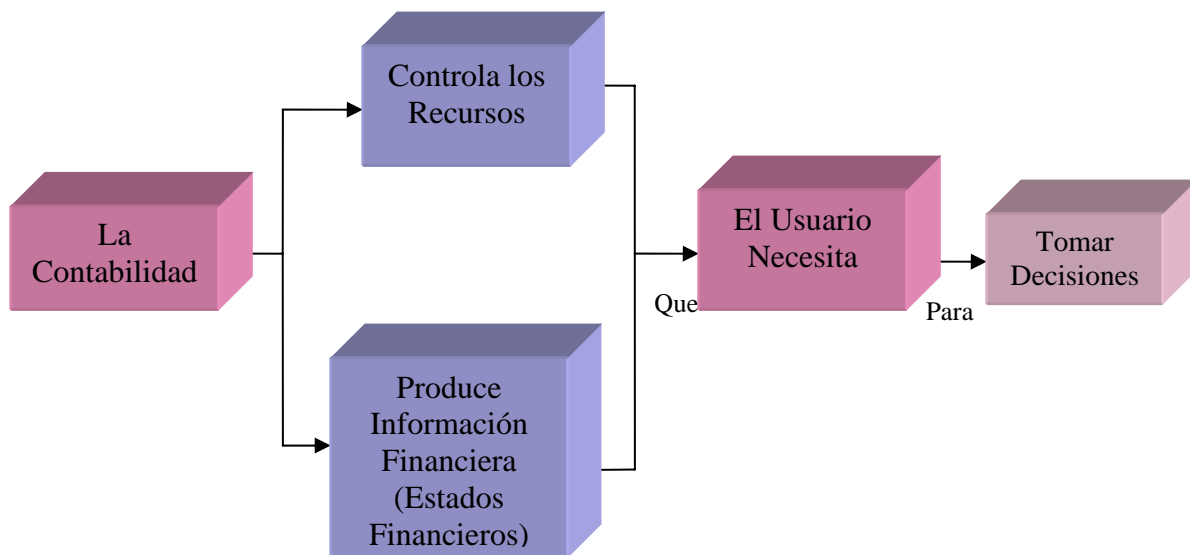 La
Contabilidad
Controla los
Recursos
Produce
Información
Financiera
(Estados
Financieros)
Que
El Usuario
Necesita
Para
Tomar
Decisiones